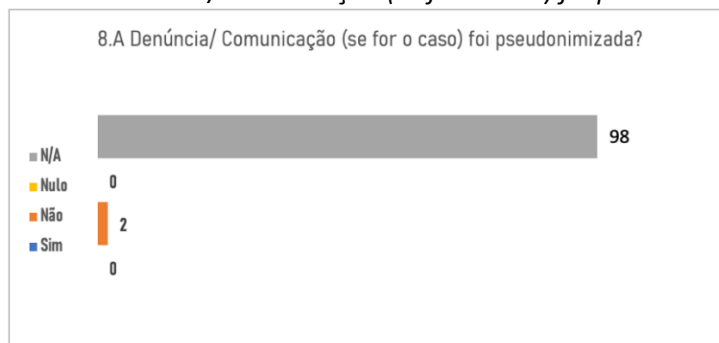 8.A Denúncia/ Comunicação (se for o caso) foi pseudonimizada?
98
N/A
Nulo
0
Não
2
Sim
0